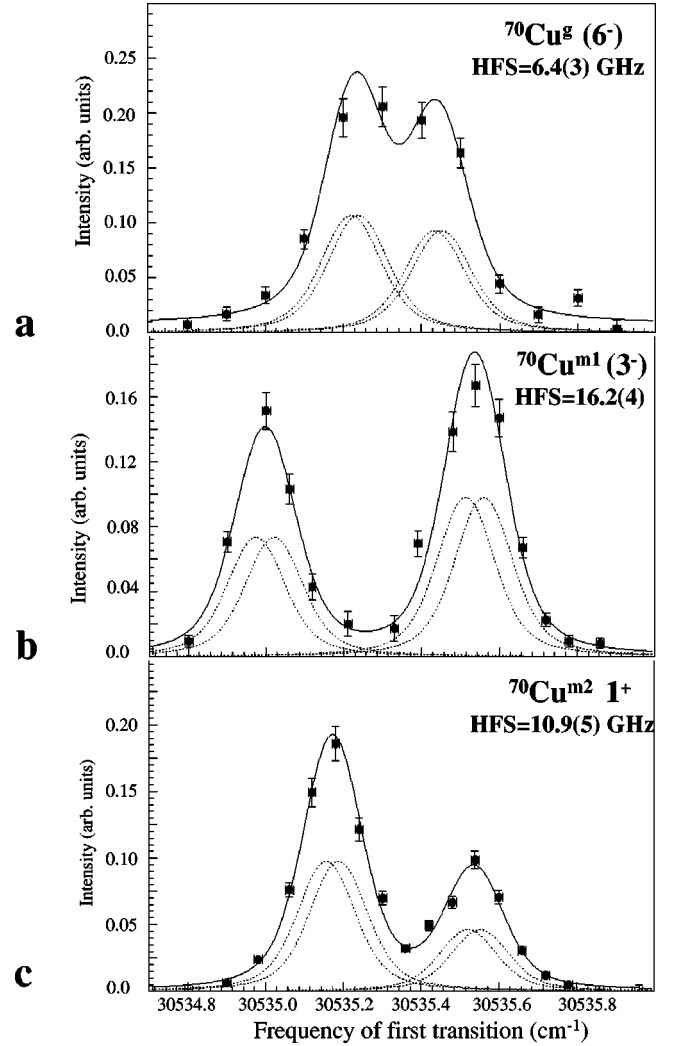 ⁷⁰Cuᵍ (6⁻)
HFS=6.4(3) GHz
0.25
0.20
0.15
0.10
0.05
0.0
Intensity (arb. units)
a
⁷⁰Cuᵐ¹ (3⁻)
HFS=16.2(4)
0.16
0.12
0.08
0.04
0.0
Intensity (arb. units)
b
⁷⁰Cuᵐ² 1⁺
HFS=10.9(5) GHz
0.20
0.15
0.10
0.05
0.0
Intensity (arb. units)
c
30534.8 30535.0 30535.2 30535.4 30535.6 30535.8
Frequency of first transition (cm⁻¹)